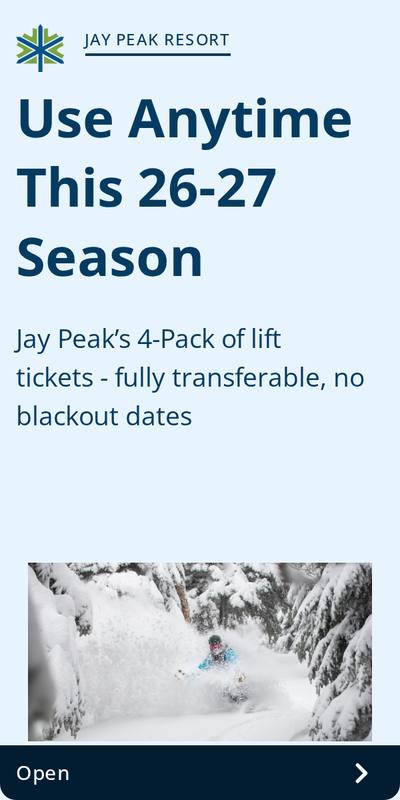 JAY PEAK RESORT
Use Anytime
This 26-27
Season
Jay Peak’s 4-Pack of lift
tickets - fully transferable, no
blackout dates
Open